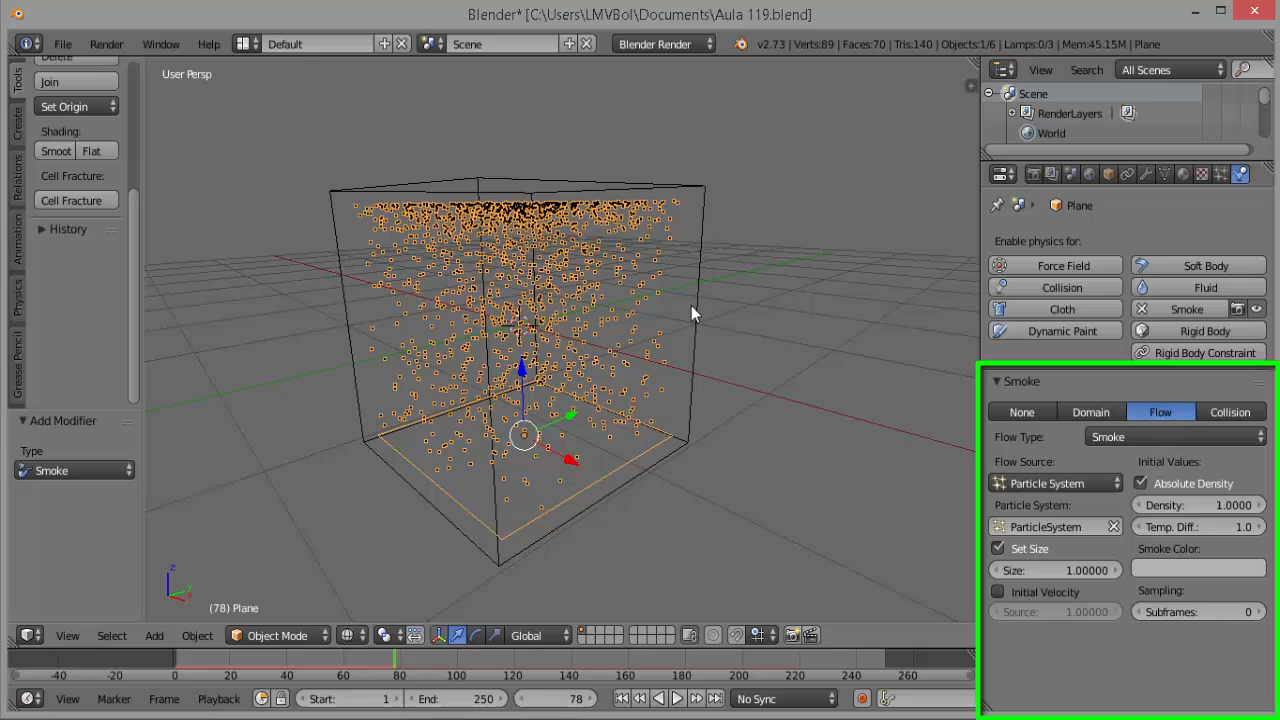 Blender* [C:\Users\LMVBol\Documents\Aula 119.blend]
File Render Window Help Default Scene Blender Render v2.73 | Verts:89 | Faces:70 | Tris:140 | Objects:1/6 | Lamps:0/3 | Mem:45.15M | Plane
Delete
Join
Set Origin
Shading:
Smoot Flat
Cell Fracture:
Cell Fracture
History
Tools
Create
Relations
Animation
Physics
Grease Pencil
Add Modifier
Type
Smoke
User Persp
z
y
x
(78) Plane
View Select Add Object Object Mode Global
-40 -20 0 20 40 60 80 100 120 140 160 180 200 220 240 260
View Marker Frame Playback Start: 1 End: 250 78 No Sync
View Search All Scenes
Scene
RenderLayers
World
Plane
Enable physics for:
Force Field Soft Body
Collision Fluid
Cloth Smoke
Dynamic Paint Rigid Body
Rigid Body Constraint
Smoke
None Domain Flow Collision
Flow Type: Smoke
Flow Source: Initial Values:
Particle System Absolute Density
Particle System: Density: 1.0000
ParticleSystem Temp. Diff.: 1.0
Set Size Smoke Color:
Size: 1.00000
Initial Velocity Sampling:
Source: 1.00000 Subframes: 0